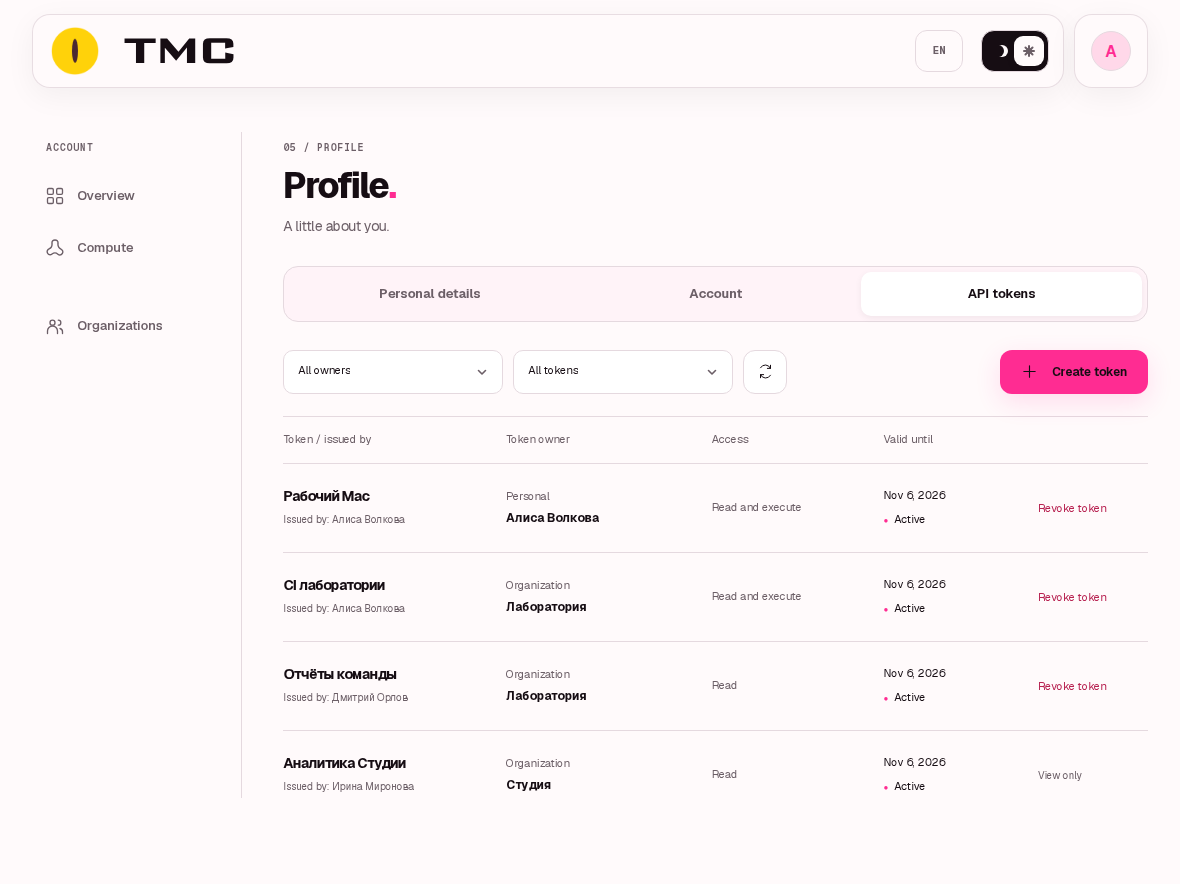 TMC
EN
A
ACCOUNT
Overview
Compute
Organizations
05 / PROFILE
Profile.
A little about you.
Personal details
Account
API tokens
All owners
All tokens
Create token
Token / issued by
Token owner
Access
Valid until
Рабочий Mac
Issued by: Алиса Волкова
Personal
Алиса Волкова
Read and execute
Nov 6, 2026
Active
Revoke token
CI лаборатории
Issued by: Алиса Волкова
Organization
Лаборатория
Read and execute
Nov 6, 2026
Active
Revoke token
Отчёты команды
Issued by: Дмитрий Орлов
Organization
Лаборатория
Read
Nov 6, 2026
Active
Revoke token
Аналитика Студии
Issued by: Ирина Миронова
Organization
Студия
Read
Nov 6, 2026
Active
View only